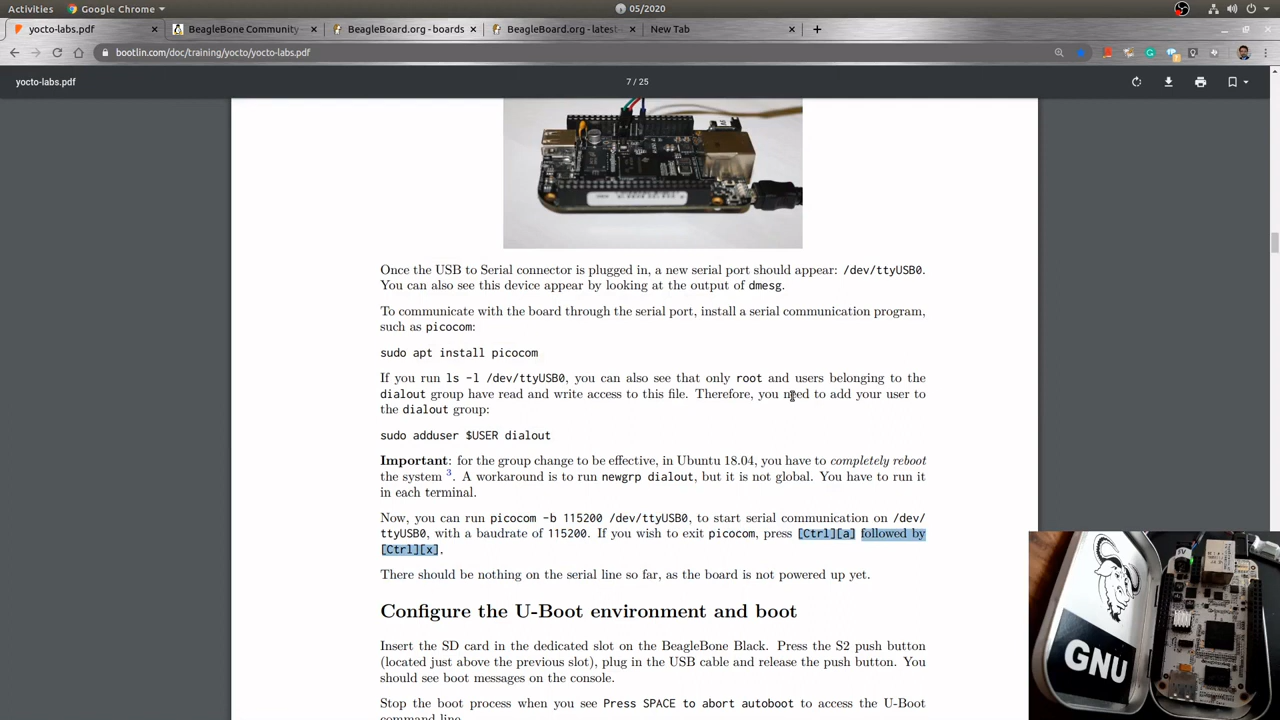 Activities
Google Chrome
05/2020
yocto-labs.pdf
BeagleBone Community
BeagleBoard.org - boards
BeagleBoard.org - latest
New Tab
bootlin.com/doc/training/yocto/yocto-labs.pdf
yocto-labs.pdf
7 / 25
Once the USB to Serial connector is plugged in, a new serial port should appear: /dev/ttyUSB0.
You can also see this device appear by looking at the output of dmesg.
To communicate with the board through the serial port, install a serial communication program,
such as picocom:
sudo apt install picocom
If you run ls -l /dev/ttyUSB0, you can also see that only root and users belonging to the
dialout group have read and write access to this file. Therefore, you need to add your user to
the dialout group:
sudo adduser $USER dialout
Important: for the group change to be effective, in Ubuntu 18.04, you have to completely reboot
the system 3. A workaround is to run newgrp dialout, but it is not global. You have to run it
in each terminal.
Now, you can run picocom -b 115200 /dev/ttyUSB0, to start serial communication on /dev/
ttyUSB0, with a baudrate of 115200. If you wish to exit picocom, press [Ctrl][a] followed by
[Ctrl][x].
There should be nothing on the serial line so far, as the board is not powered up yet.
Configure the U-Boot environment and boot
Insert the SD card in the dedicated slot on the BeagleBone Black. Press the S2 push button
(located just above the previous slot), plug in the USB cable and release the push button. You
should see boot messages on the console.
Stop the boot process when you see Press SPACE to abort autoboot to access the U-Boot
command line.
GNU
5V